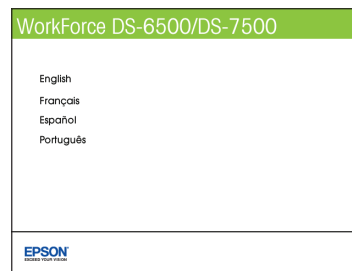 WorkForce DS-6500/DS-7500
English
Français
Español
Português
EPSON
EXCEED YOUR VISION